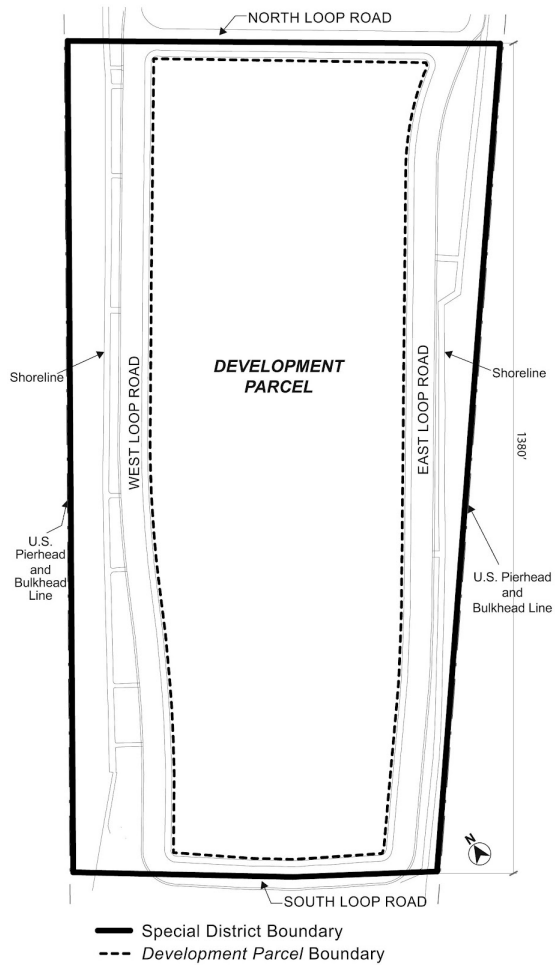 NORTH LOOP ROAD
DEVELOPMENT
PARCEL
WEST LOOP ROAD
EAST LOOP ROAD
Shoreline
Shoreline
1380'
U.S.
Pierhead
and
Bulkhead
Line
U.S. Pierhead
and
Bulkhead Line
N
SOUTH LOOP ROAD
Special District Boundary
Development Parcel Boundary